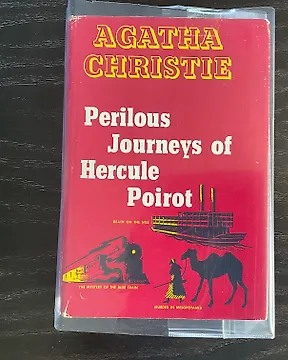 AGATHA
CHRISTIE
Perilous
Journeys of
Hercule
Poirot
DEATH ON THE NILE
THE MYSTERY OF THE BLUE TRAIN
MURDER IN MESOPOTAMIA